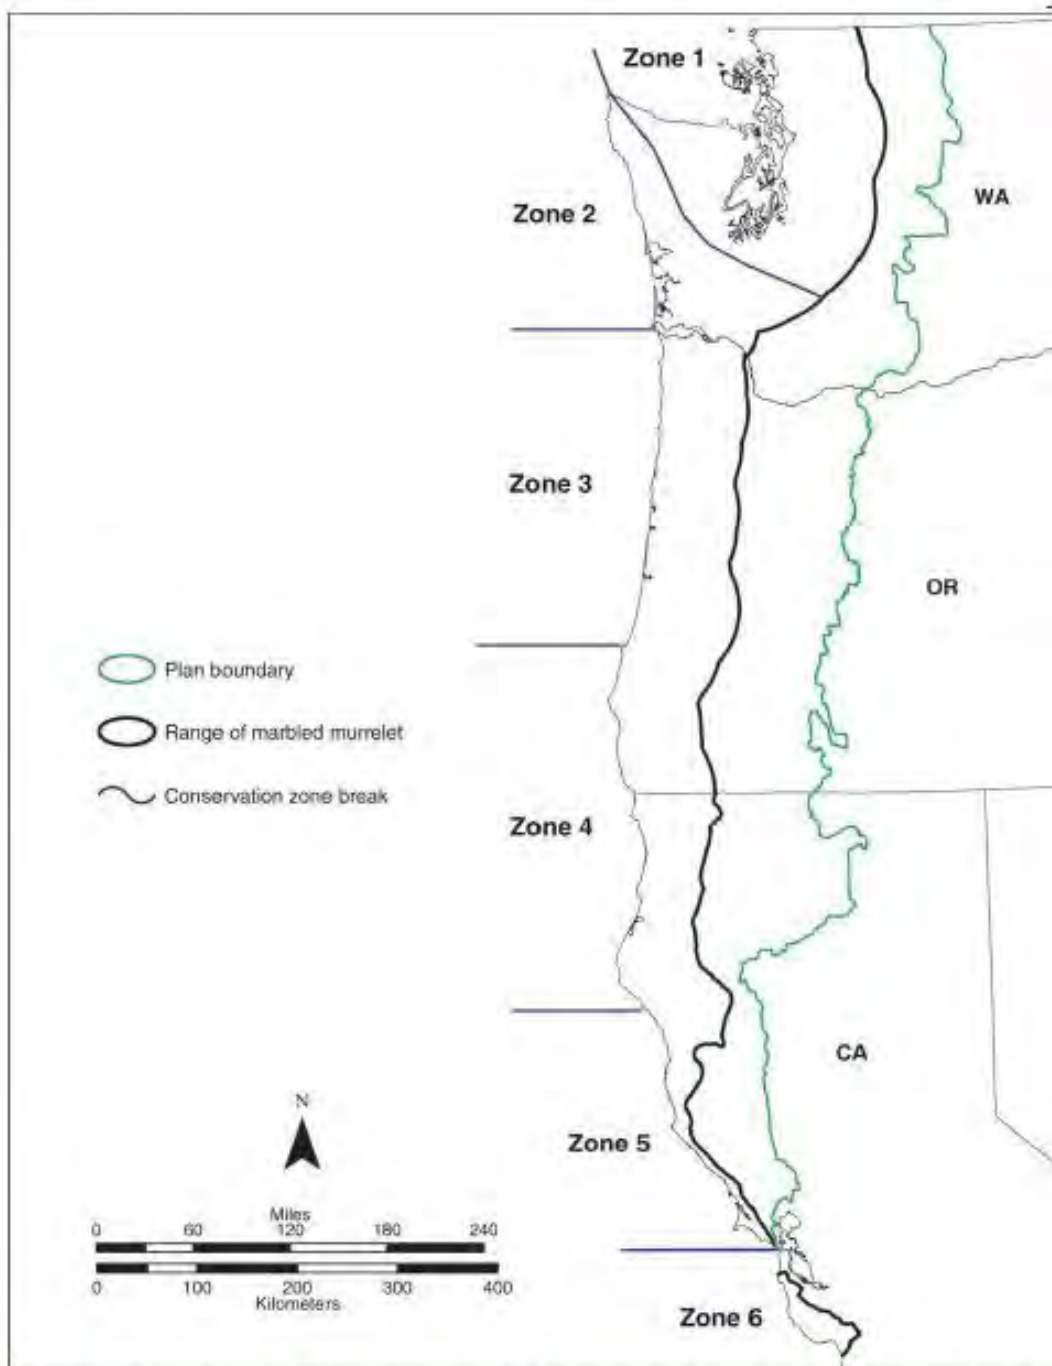 Zone 1
WA
Zone 2
Zone 3
OR
Plan boundary
Range of marbled murrelet
Conservation zone break
Zone 4
CA
N
Zone 5
Miles
0 60 120 180 240
0 100 200 300 400
Kilometers
Zone 6